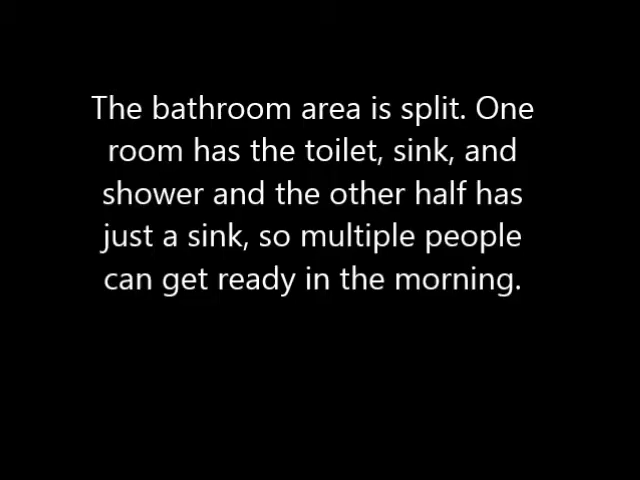 The bathroom area is split. One
room has the toilet, sink, and
shower and the other half has
just a sink, so multiple people
can get ready in the morning.